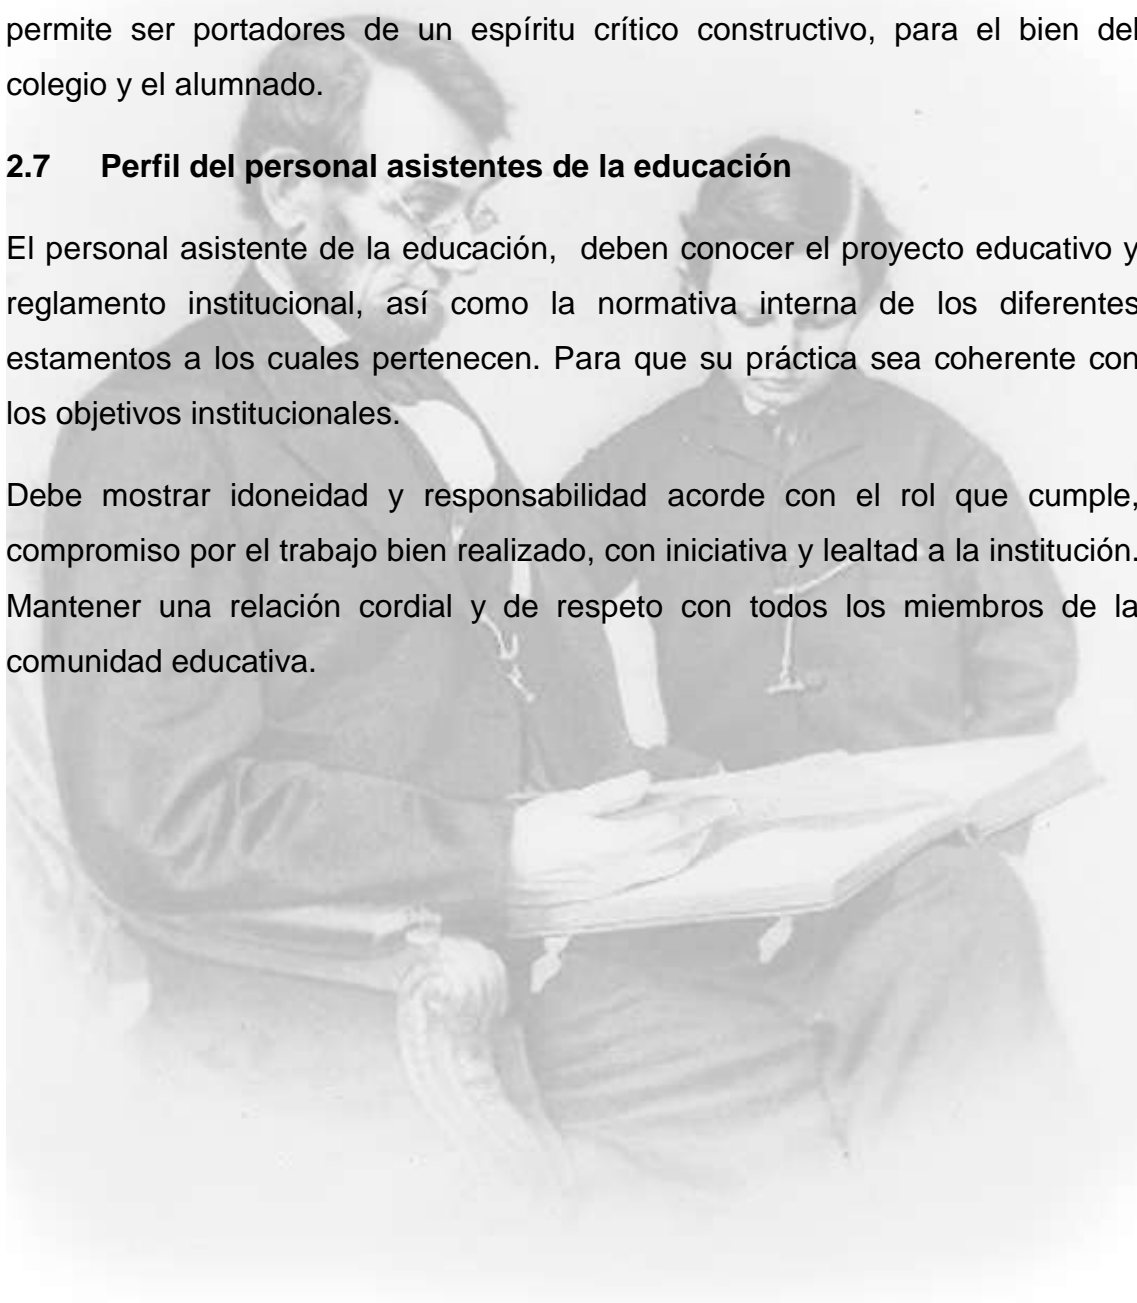 permite ser portadores de un espíritu crítico constructivo, para el bien del
colegio y el alumnado.
2.7 Perfil del personal asistentes de la educación
El personal asistente de la educación, deben conocer el proyecto educativo y
reglamento institucional, así como la normativa interna de los diferentes
estamentos a los cuales pertenecen. Para que su práctica sea coherente con
los objetivos institucionales.
Debe mostrar idoneidad y responsabilidad acorde con el rol que cumple,
compromiso por el trabajo bien realizado, con iniciativa y lealtad a la institución.
Mantener una relación cordial y de respeto con todos los miembros de la
comunidad educativa.